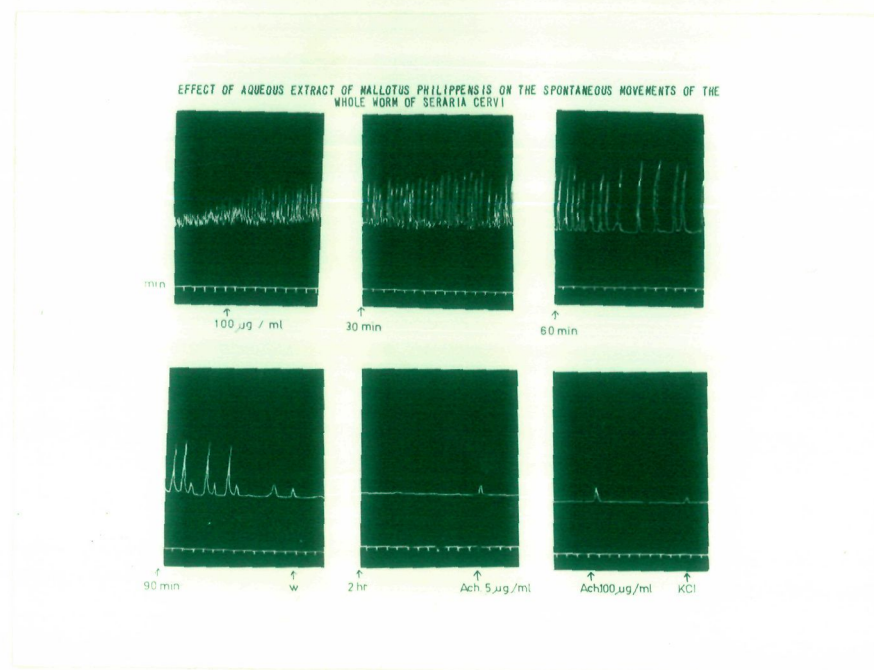 EFFECT OF AQUEOUS EXTRACT OF MALLOTUS PHILIPPENSIS ON THE SPONTANEOUS MOVEMENTS OF THE
WHOLE WORM OF SERARIA CERVI
min
100 µg / ml
30 min
60 min
90 min
w
2 hr
Ach. 5 µg/ml
Ach100 µg/ml
KCl